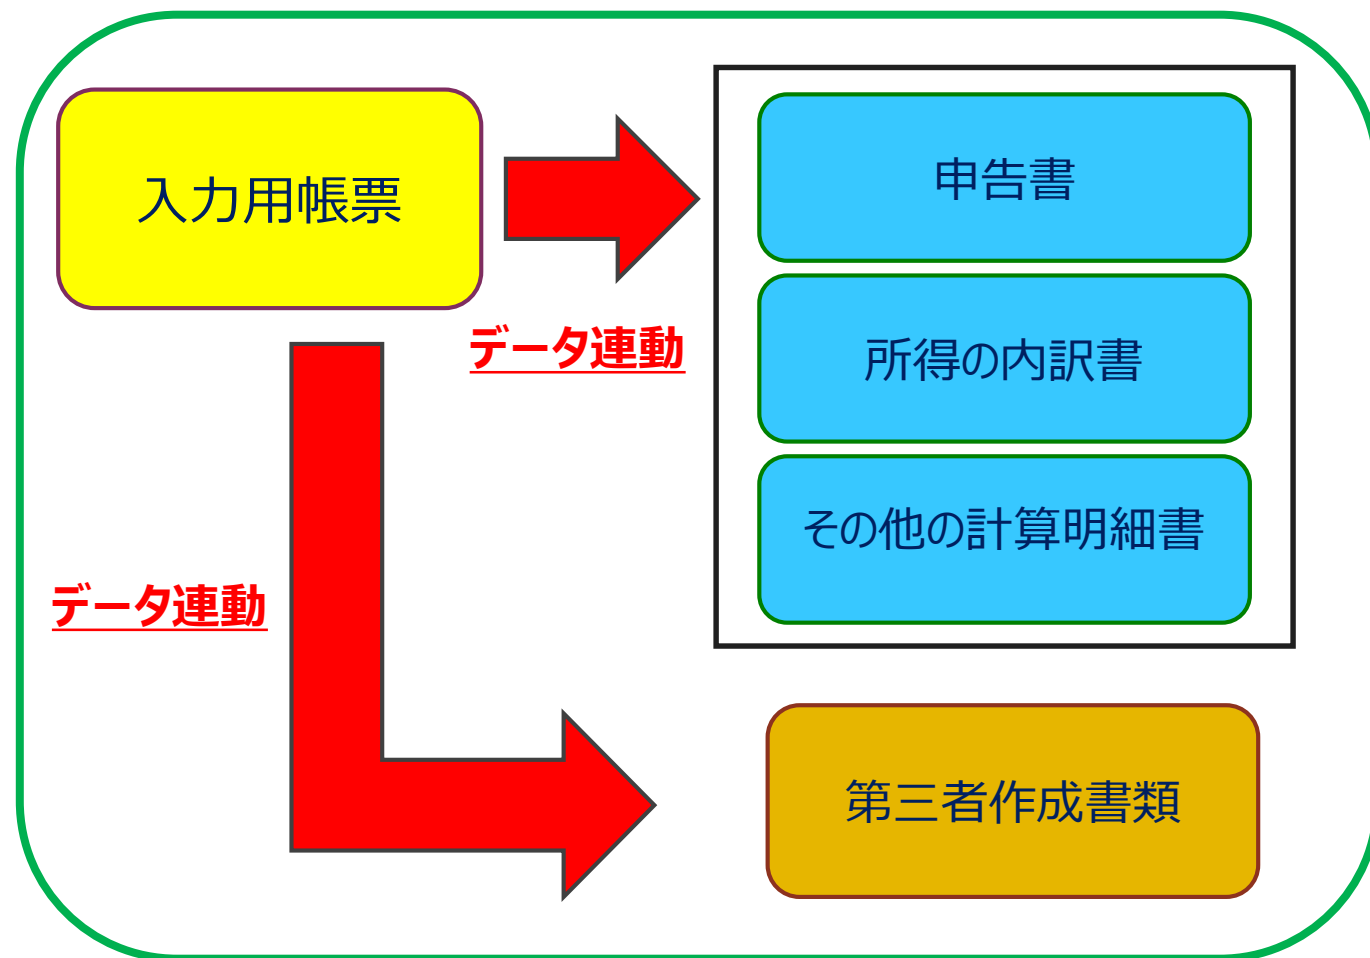 入力用帳票
申告書
データ連動
所得の内訳書
その他の計算明細書
データ連動
第三者作成書類